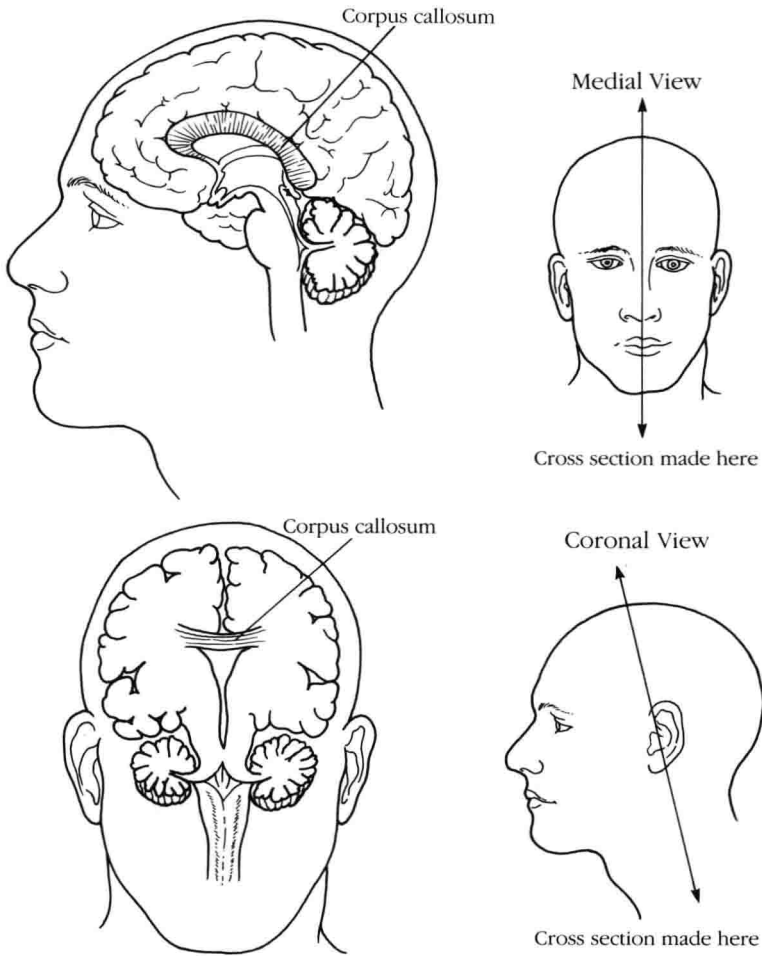 Corpus callosum
Medial View
Cross section made here
Corpus callosum
Coronal View
Cross section made here